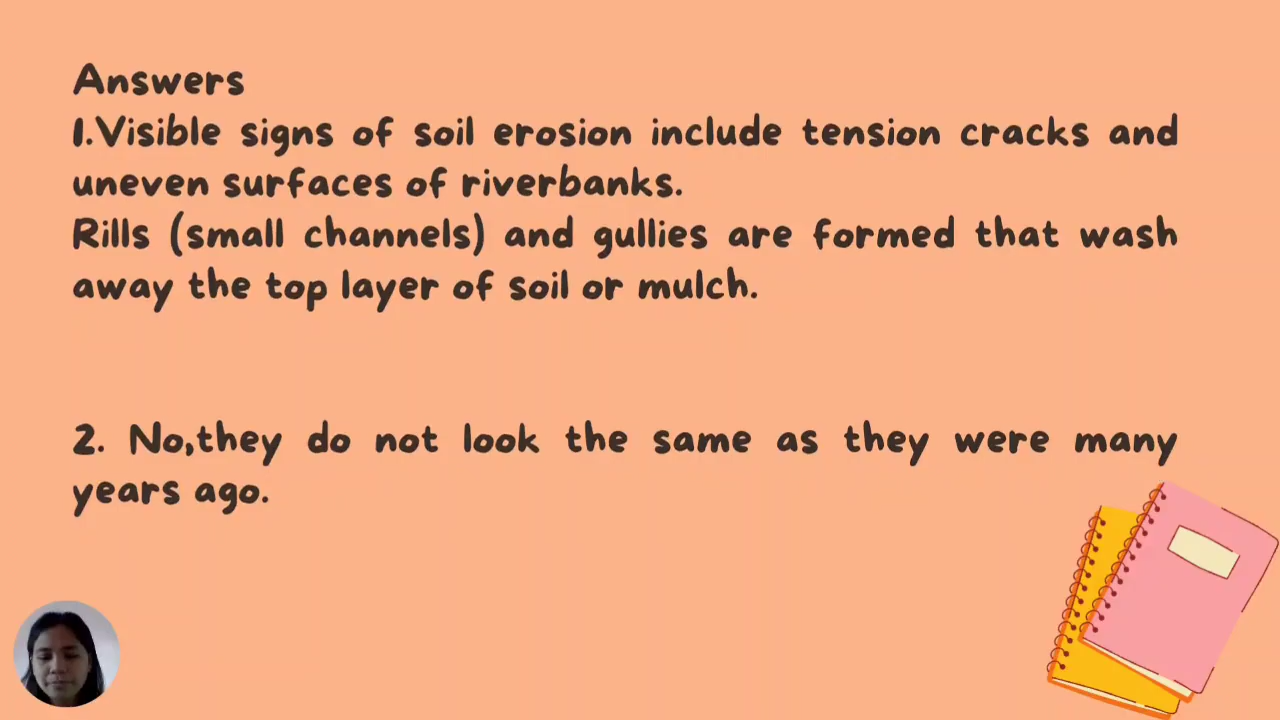 Answers
1.Visible signs of soil erosion include tension cracks and
uneven surfaces of riverbanks.
Rills (small channels) and gullies are formed that wash
away the top layer of soil or mulch.
2. No,they do not look the same as they were many
years ago.